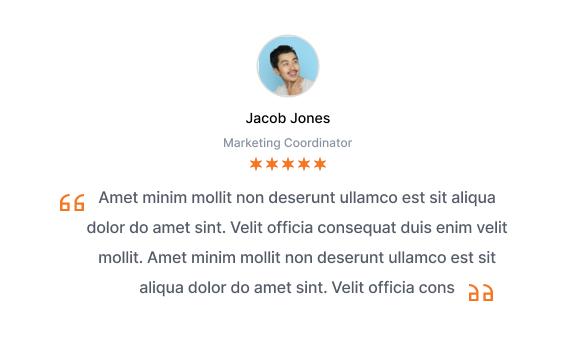 Jacob Jones
Marketing Coordinator
Amet minim mollit non deserunt ullamco est sit aliqua
dolor do amet sint. Velit officia consequat duis enim velit
mollit. Amet minim mollit non deserunt ullamco est sit
aliqua dolor do amet sint. Velit officia cons